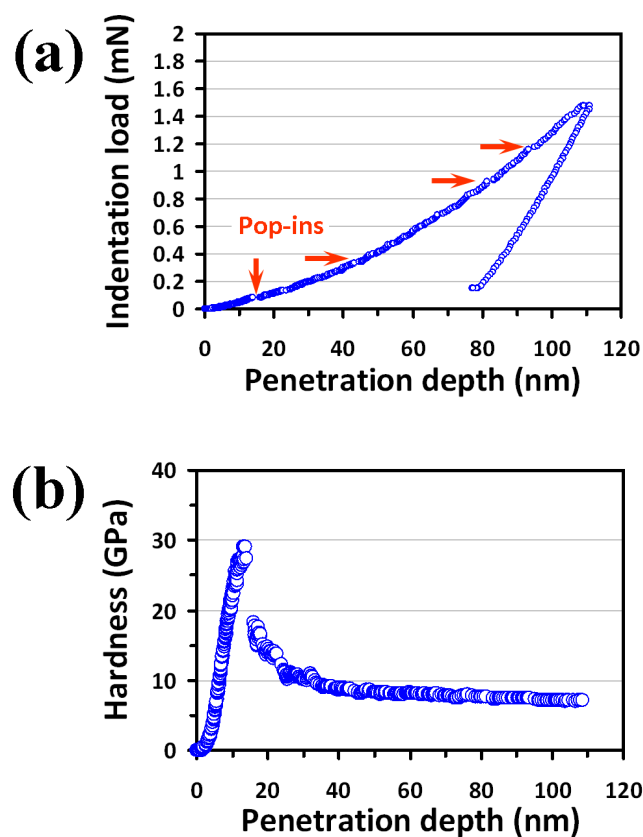 (a)
Indentation load (mN)
2
1.8
1.6
1.4
1.2
1
0.8
0.6
0.4
0.2
0
Pop-ins
0 20 40 60 80 100 120
Penetration depth (nm)
(b)
Hardness (GPa)
40
30
20
10
0
0 20 40 60 80 100 120
Penetration depth (nm)